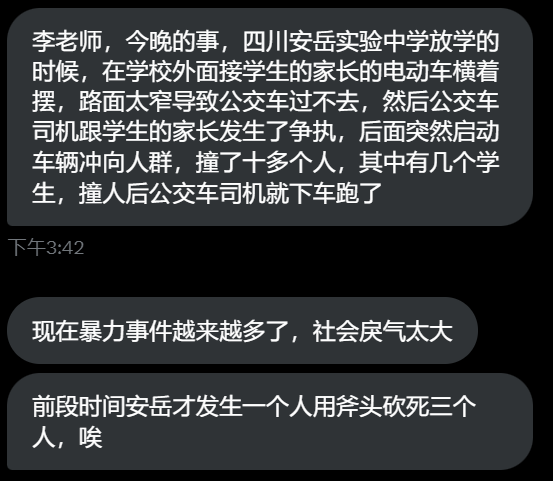 李老师，今晚的事，四川安岳实验中学放学的
时候，在学校外面接学生的家长的电动车横着
摆，路面太窄导致公交车过不去，然后公交车
司机跟学生的家长发生了争执，后面突然启动
车辆冲向人群，撞了十多个人，其中有几个学
生，撞人后公交车司机就下车跑了
下午3:42
现在暴力事件越来越多了，社会戾气太大
前段时间安岳才发生一个人用斧头砍死三个
人，唉